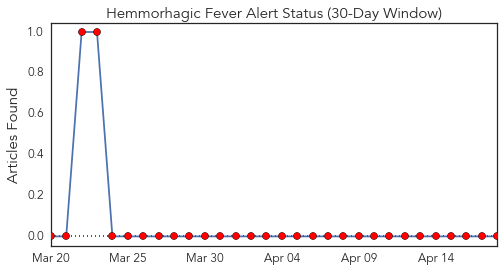 Hemmorhagic Fever Alert Status (30-Day Window)
Articles Found
1.0
0.8
0.6
0.4
0.2
0.0
Mar 20 Mar 25 Mar 30 Apr 04 Apr 09 Apr 14